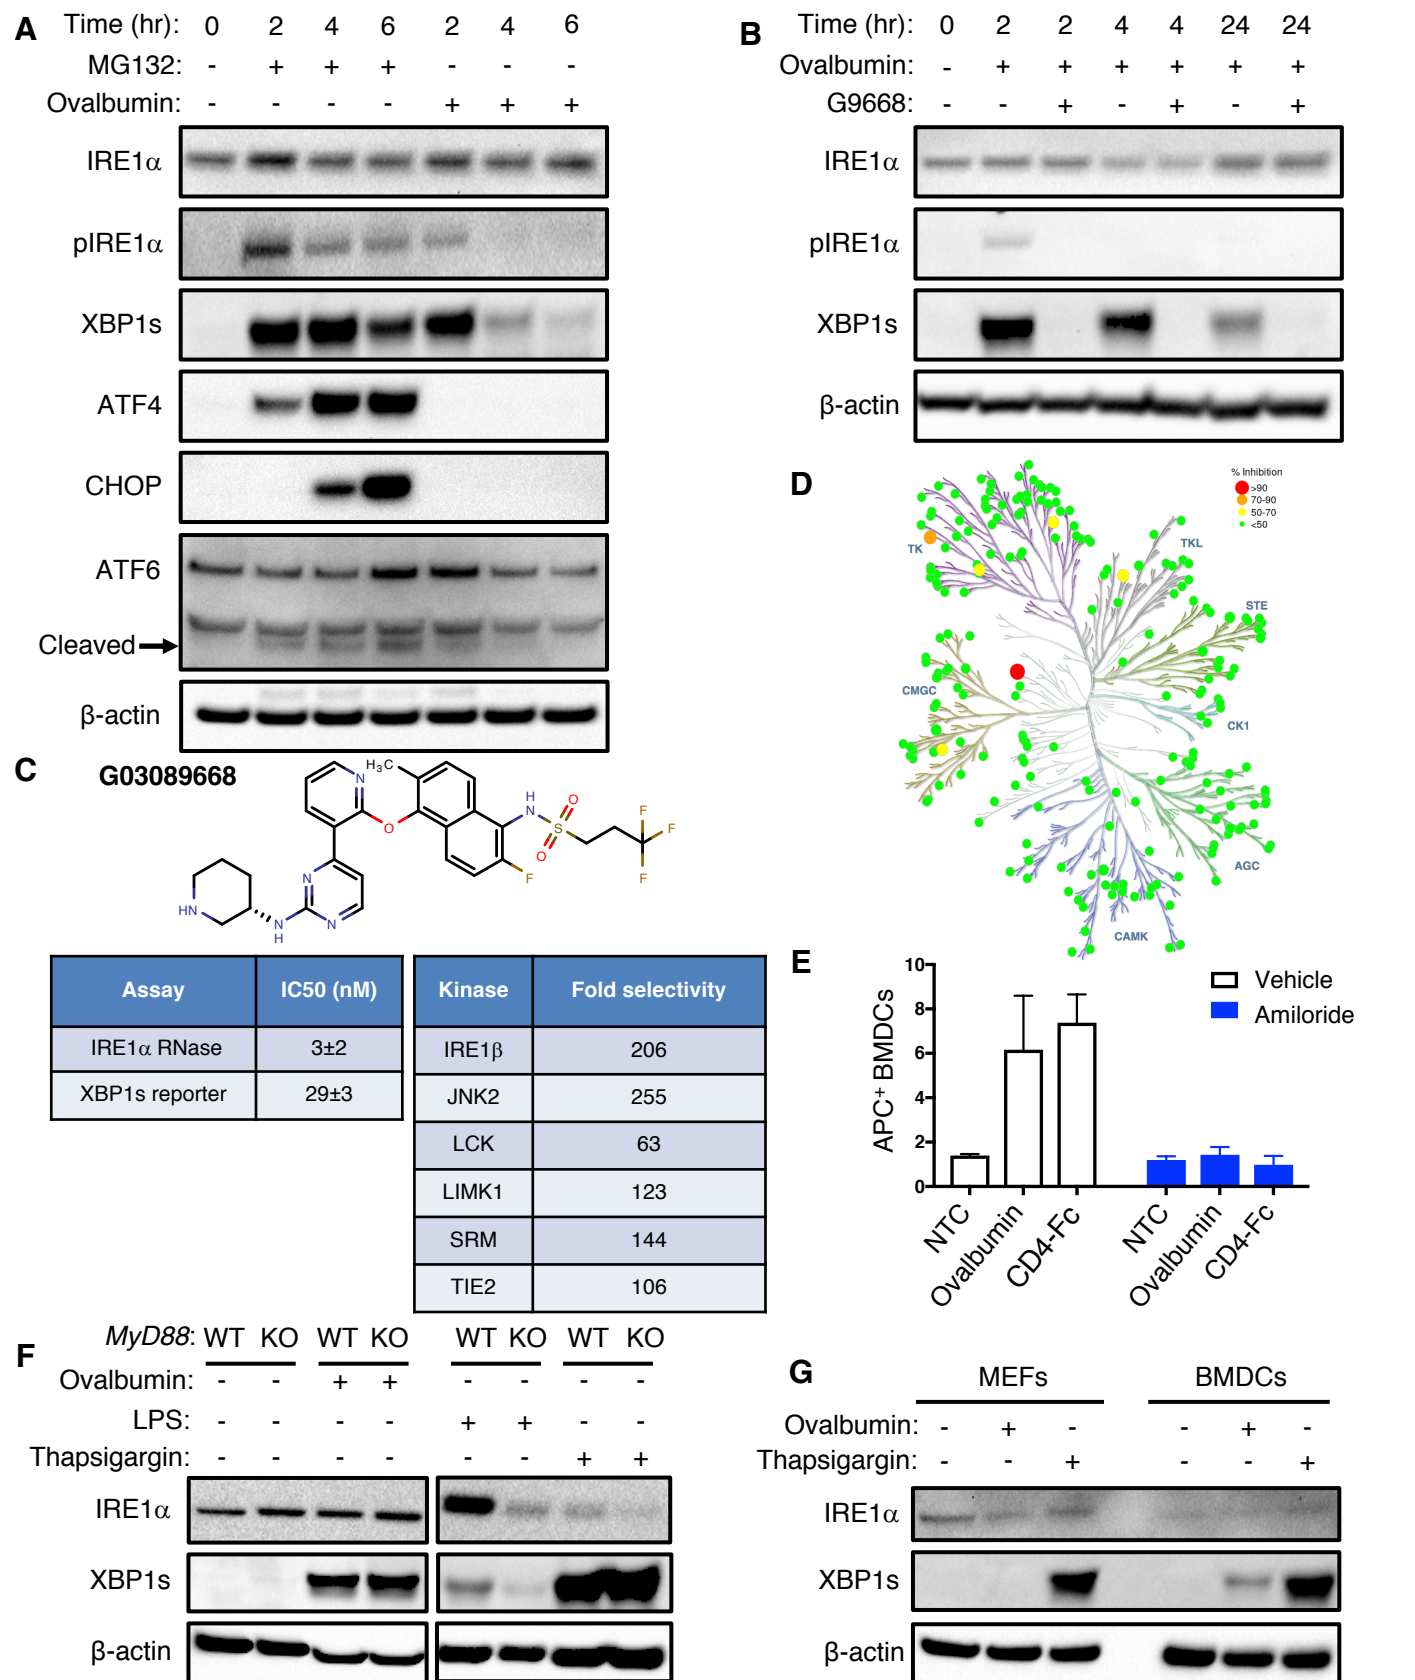 A
Time (hr): 0 2 4 6 2 4 6
MG132: - + + + - - -
Ovalbumin: - - - - + + +
IRE1α
pIRE1α
XBP1s
ATF4
CHOP
ATF6
Cleaved
β-actin
B
Time (hr): 0 2 2 4 4 24 24
Ovalbumin: - + + + + + +
G9668: - - + - + - +
IRE1α
pIRE1α
XBP1s
β-actin
C
G03089668
H3C
N
O
H
N
S
O
O
F
F
F
F
N
N
N
H
HN
Assay IC50 (nM)
IRE1α RNase 3±2
XBP1s reporter 29±3
Kinase Fold selectivity
IRE1β 206
JNK2 255
LCK 63
LIMK1 123
SRM 144
TIE2 106
D
% Inhibition
>90
70-90
50-70
<50
TK
TKL
STE
CMGC
CK1
AGC
CAMK
E
APC+ BMDCs
10
8
6
4
2
0
Vehicle
Amiloride
NTC
Ovalbumin
CD4-Fc
NTC
Ovalbumin
CD4-Fc
F
MyD88: WT KO WT KO WT KO WT KO
Ovalbumin: - - + + - - - -
LPS: - - - - + + - -
Thapsigargin: - - - - - - + +
IRE1α
XBP1s
β-actin
G
MEFs BMDCs
Ovalbumin: - + - - + -
Thapsigargin: - - + - - +
IRE1α
XBP1s
β-actin